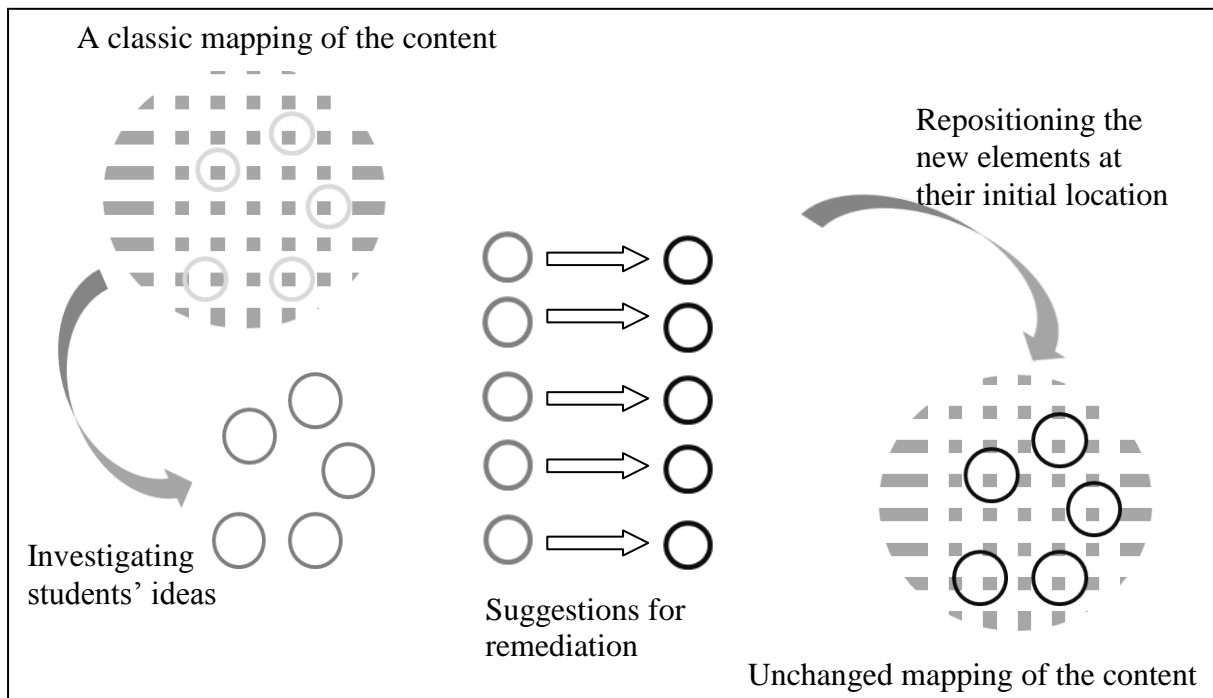 A classic mapping of the content
Repositioning the
new elements at
their initial location
Investigating
students’ ideas
Suggestions for
remediation
Unchanged mapping of the content